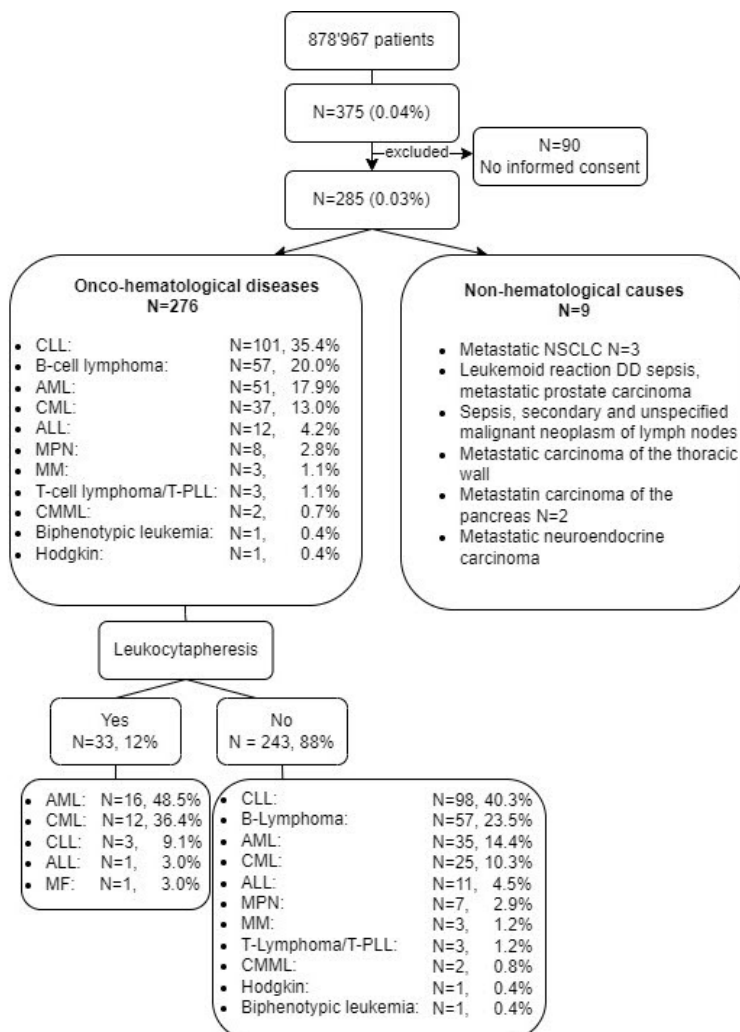 878'967 patients
N=375 (0.04%)
excluded
N=90
No informed consent
N=285 (0.03%)
Onco-hematological diseases
N=276
• CLL: N=101, 35.4%
• B-cell lymphoma: N=57, 20.0%
• AML: N=51, 17.9%
• CML: N=37, 13.0%
• ALL: N=12, 4.2%
• MPN: N=8, 2.8%
• MM: N=3, 1.1%
• T-cell lymphoma/T-PLL: N=3, 1.1%
• CMML: N=2, 0.7%
• Biphenotypic leukemia: N=1, 0.4%
• Hodgkin: N=1, 0.4%
Non-hematological causes
N=9
• Metastatic NSCLC N=3
• Leukemoid reaction DD sepsis,
metastatic prostate carcinoma
• Sepsis, secondary and unspecified
malignant neoplasm of lymph nodes
• Metastatic carcinoma of the thoracic
wall
• Metastatin carcinoma of the
pancreas N=2
• Metastatic neuroendocrine
carcinoma
Leukocytapheresis
Yes
N=33, 12%
No
N = 243, 88%
• AML: N=16, 48.5%
• CML: N=12, 36.4%
• CLL: N=3, 9.1%
• ALL: N=1, 3.0%
• MF: N=1, 3.0%
• CLL: N=98, 40.3%
• B-Lymphoma: N=57, 23.5%
• AML: N=35, 14.4%
• CML: N=25, 10.3%
• ALL: N=11, 4.5%
• MPN: N=7, 2.9%
• MM: N=3, 1.2%
• T-Lymphoma/T-PLL: N=3, 1.2%
• CMML: N=2, 0.8%
• Hodgkin: N=1, 0.4%
• Biphenotypic leukemia: N=1, 0.4%